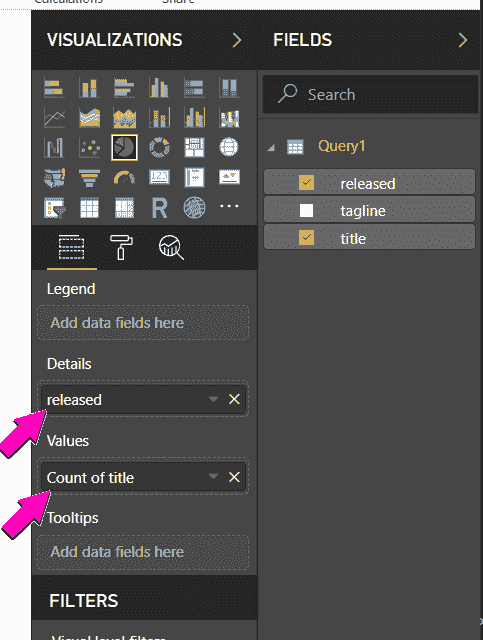 Calculations
Share
VISUALIZATIONS
Legend
Add data fields here
Details
released
Values
Count of title
Tooltips
Add data fields here
FILTERS
Visual level filters
FIELDS
Search
Query1
released
tagline
title
R
123